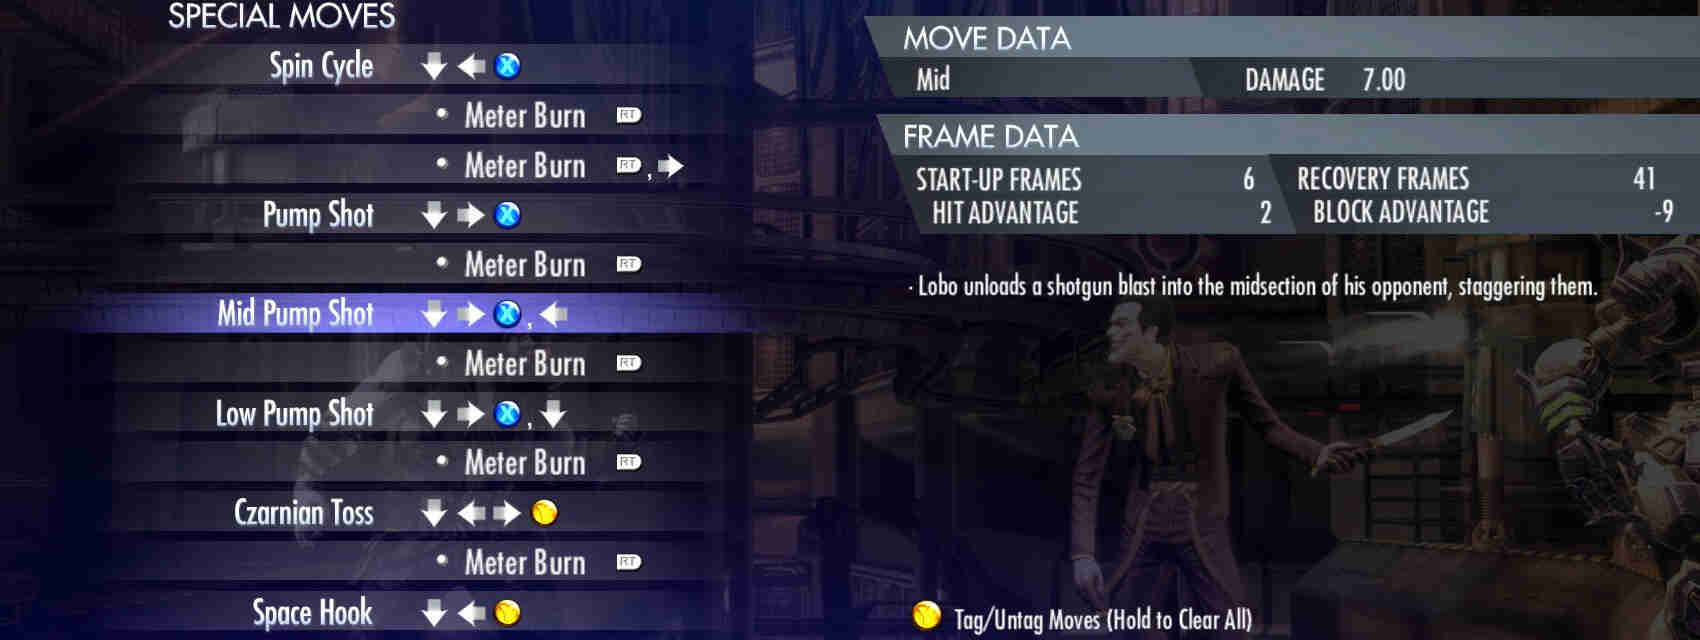 SPECIAL MOVES
Spin Cycle X
• Meter Burn RT
• Meter Burn RT,
Pump Shot X
• Meter Burn RT
Mid Pump Shot X,
• Meter Burn RT
Low Pump Shot X,
• Meter Burn RT
Czarnian Toss Y
• Meter Burn RT
Space Hook Y
MOVE DATA
Mid DAMAGE 7.00
FRAME DATA
START-UP FRAMES 6 RECOVERY FRAMES 41
HIT ADVANTAGE 2 BLOCK ADVANTAGE -9
· Lobo unloads a shotgun blast into the midsection of his opponent, staggering them.
Y Tag/Untag Moves (Hold to Clear All)